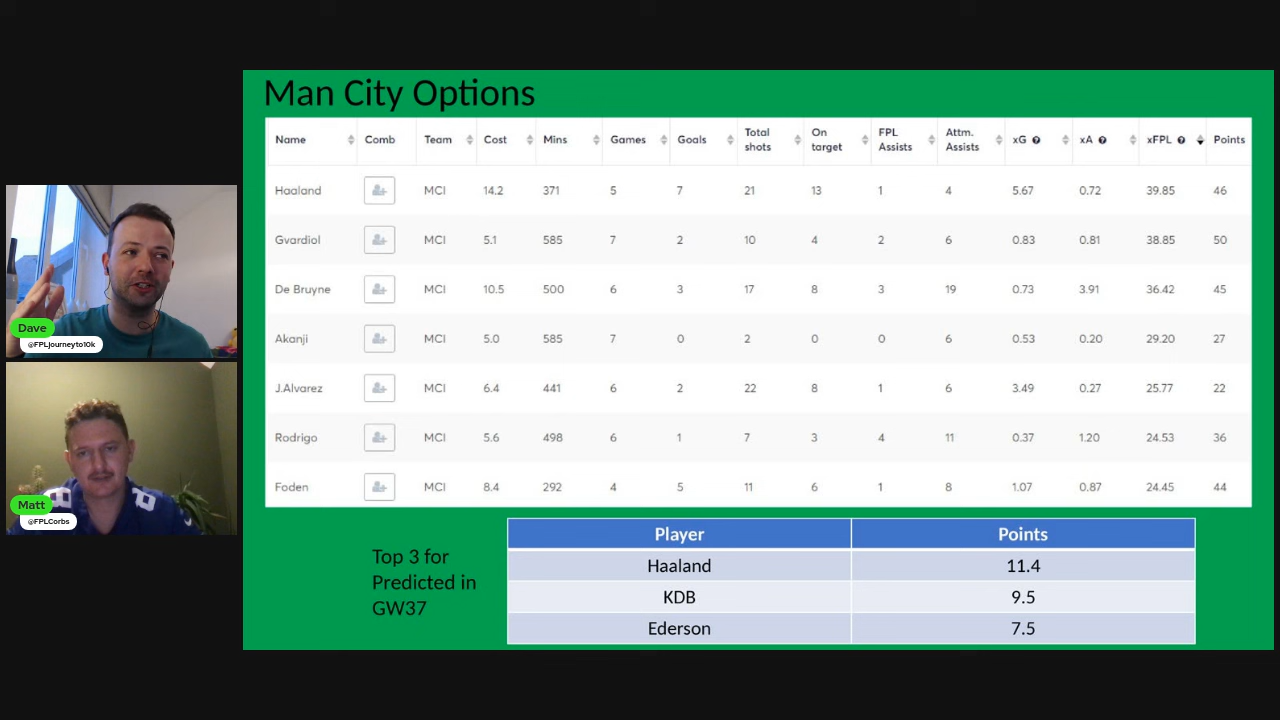 Man City Options
Name Comb Team Cost Mins Games Goals Total shots On target FPL Assists Attm. Assists xG xA xFPL Points
Haaland MCI 14.2 371 5 7 21 13 1 4 5.67 0.72 39.85 46
Gvardiol MCI 5.1 585 7 2 10 4 2 6 0.83 0.81 38.85 50
De Bruyne MCI 10.5 500 6 3 17 8 3 19 0.73 3.91 36.42 45
Akanji MCI 5.0 585 7 0 2 0 0 6 0.53 0.20 29.20 27
J.Alvarez MCI 6.4 441 6 2 22 8 1 6 3.49 0.27 25.77 22
Rodrigo MCI 5.6 498 6 1 7 3 4 11 0.37 1.20 24.53 36
Foden MCI 8.4 292 4 5 11 6 1 8 1.07 0.87 24.45 44
Top 3 for
Predicted in
GW37
Player Points
Haaland 11.4
KDB 9.5
Ederson 7.5
Dave
@FPLjourneyto10k
Matt
@FPLCorbs